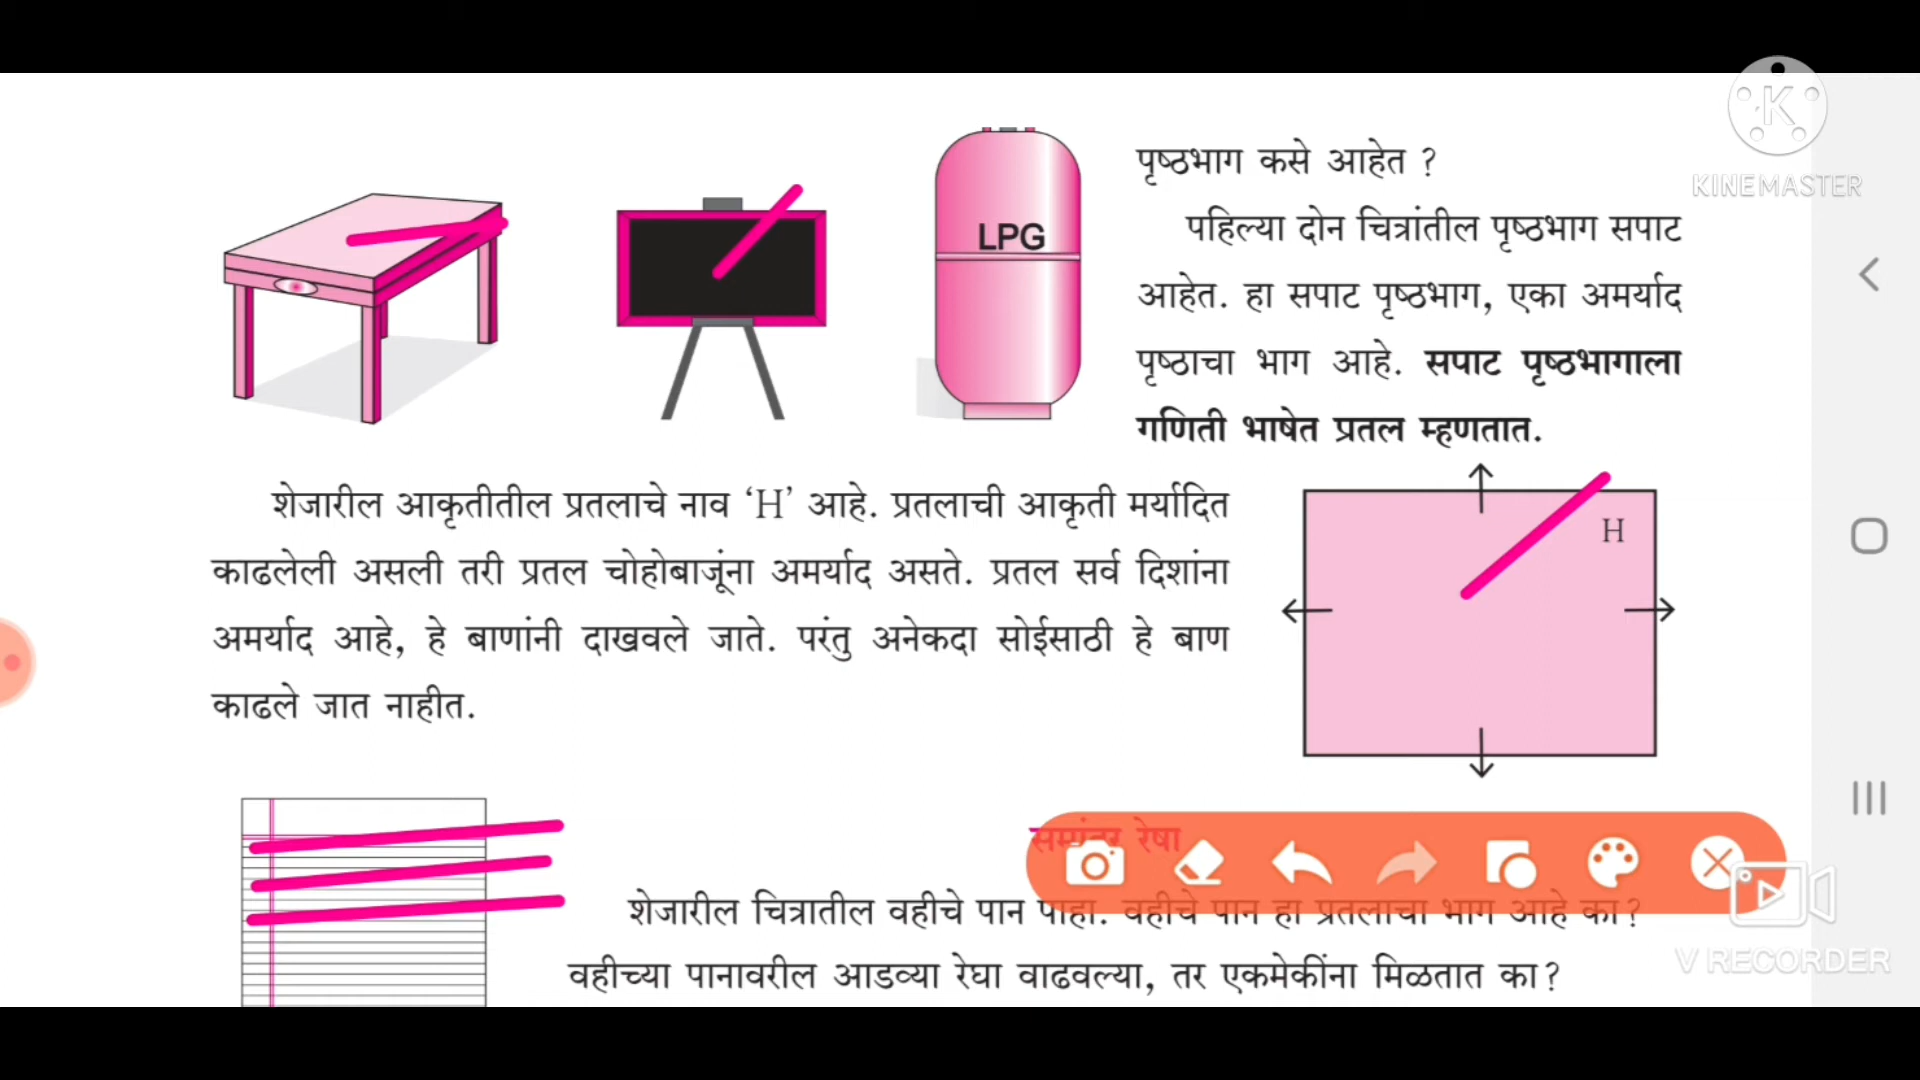 पृष्ठभाग कसे आहेत ?
पहिल्या दोन चित्रांतील पृष्ठभाग सपाट
आहेत. हा सपाट पृष्ठभाग, एका अमर्याद
पृष्ठाचा भाग आहे. सपाट पृष्ठभागाला
गणिती भाषेत प्रतल म्हणतात.
LPG
KINEMASTER
शेजारील आकृतीतील प्रतलाचे नाव ‘H’ आहे. प्रतलाची आकृती मर्यादित
काढलेली असली तरी प्रतल चोहोबाजूंना अमर्याद असते. प्रतल सर्व दिशांना
अमर्याद आहे, हे बाणांनी दाखवले जाते. परंतु अनेकदा सोईसाठी हे बाण
काढले जात नाहीत.
H
समांतर रेषा
शेजारील चित्रातील वहीचे पान पाहा. वहीचे पान हा प्रतलाचा भाग आहे का?
वहीच्या पानावरील आडव्या रेघा वाढवल्या, तर एकमेकींना मिळतात का?
V RECORDER